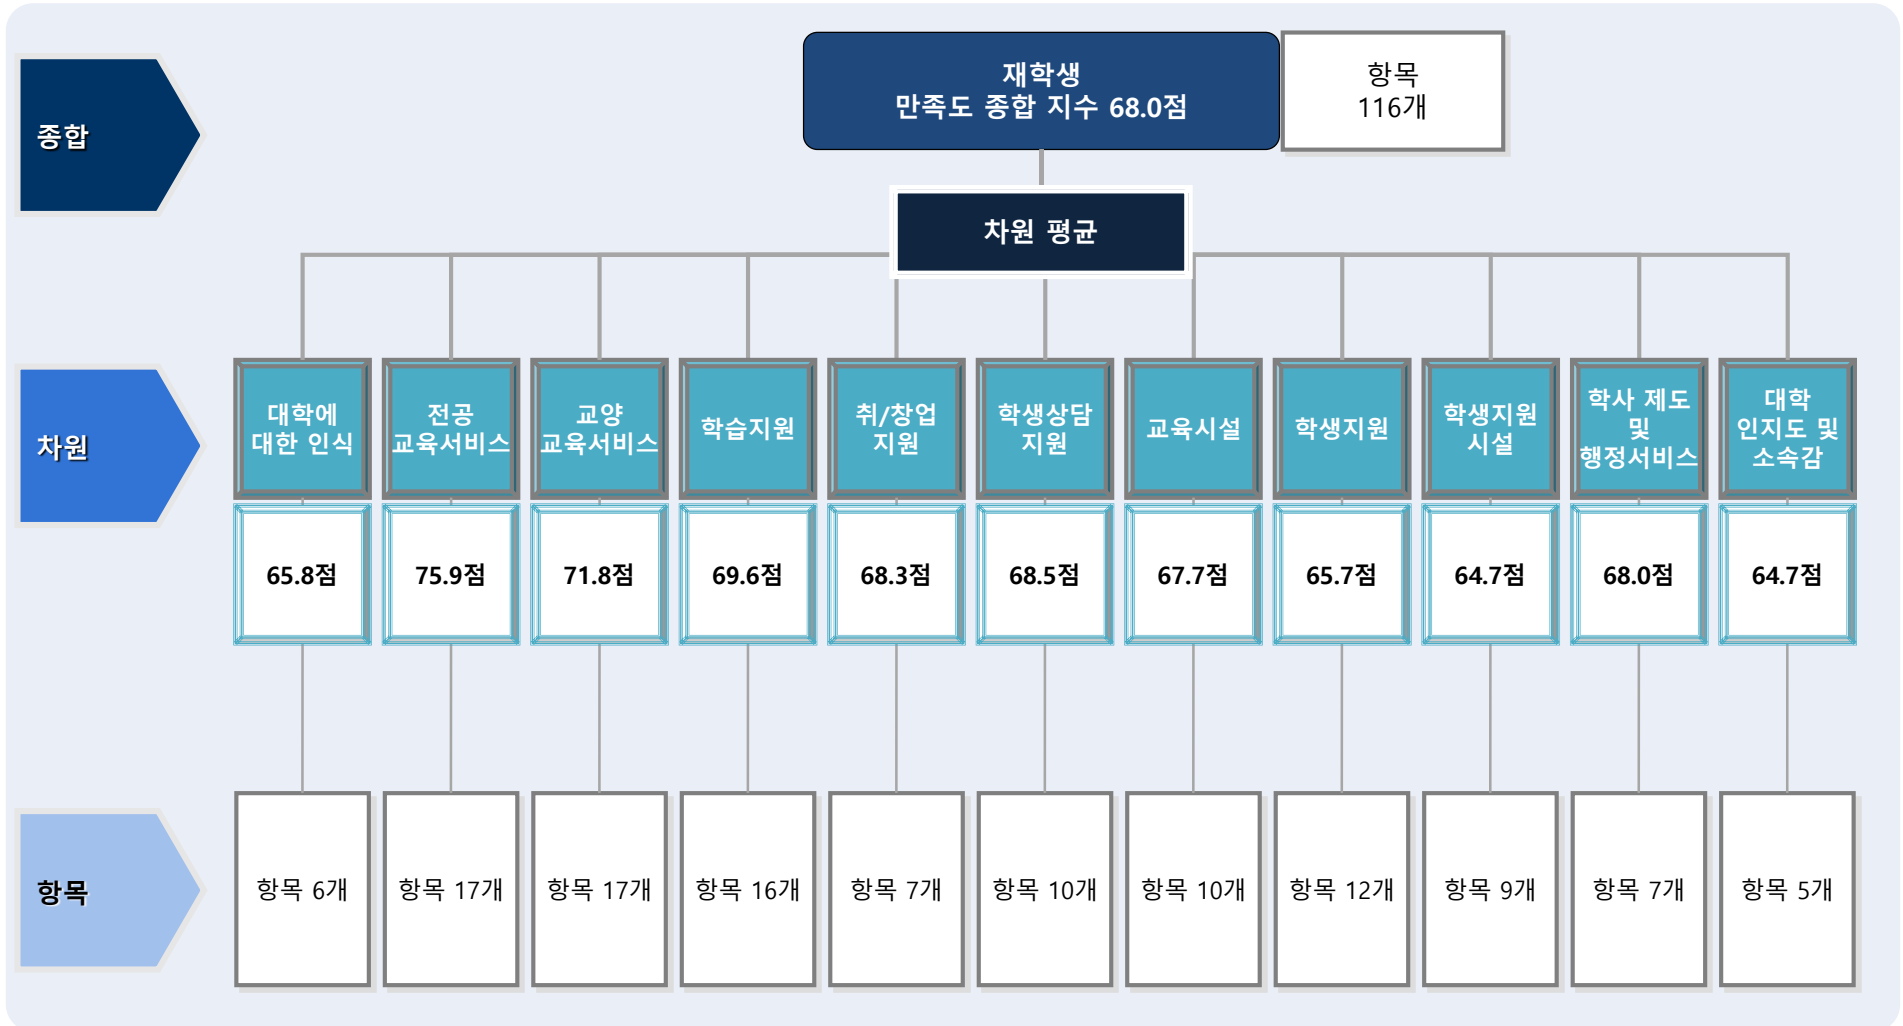 종합
재학생
만족도 종합 지수 68.0점
항목
116개
차원 평균
차원
대학에
대한 인식
전공
교육서비스
교양
교육서비스
학습지원
취/창업
지원
학생상담
지원
교육시설
학생지원
학생지원
시설
학사 제도
및
행정서비스
대학
인지도 및
소속감
65.8점
75.9점
71.8점
69.6점
68.3점
68.5점
67.7점
65.7점
64.7점
68.0점
64.7점
항목
항목 6개
항목 17개
항목 17개
항목 16개
항목 7개
항목 10개
항목 10개
항목 12개
항목 9개
항목 7개
항목 5개